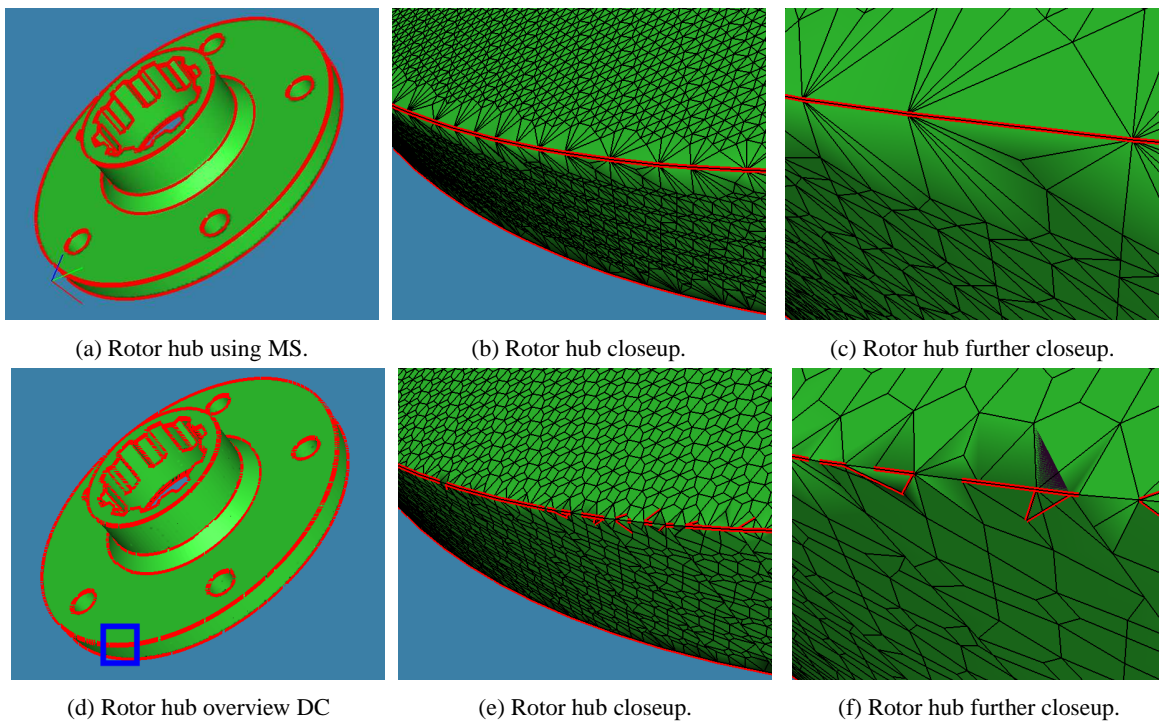 (a) Rotor hub using MS.
(b) Rotor hub closeup.
(c) Rotor hub further closeup.
(d) Rotor hub overview DC
(e) Rotor hub closeup.
(f) Rotor hub further closeup.